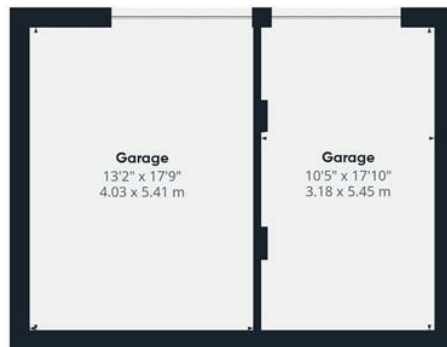 Garage
13'2" x 17'9"
4.03 x 5.41 m
Garage
10'5" x 17'10"
3.18 x 5.45 m